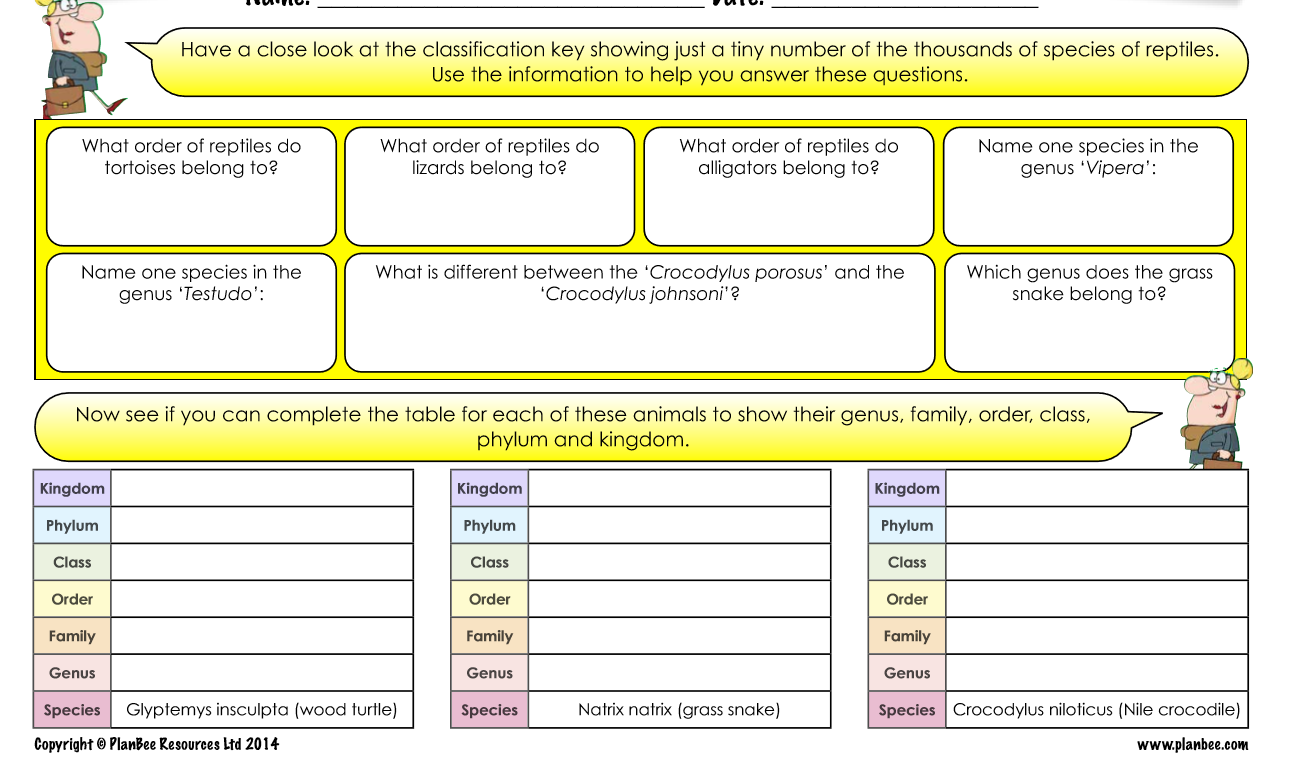 Name: Date:
Have a close look at the classification key showing just a tiny number of the thousands of species of reptiles.
Use the information to help you answer these questions.
What order of reptiles do
tortoises belong to?
What order of reptiles do
lizards belong to?
What order of reptiles do
alligators belong to?
Name one species in the
genus ‘Vipera’:
Name one species in the
genus ‘Testudo’:
What is different between the ‘Crocodylus porosus’ and the
‘Crocodylus johnsoni’?
Which genus does the grass
snake belong to?
Now see if you can complete the table for each of these animals to show their genus, family, order, class,
phylum and kingdom.
Kingdom
Phylum
Class
Order
Family
Genus
Species Glyptemys insculpta (wood turtle)
Kingdom
Phylum
Class
Order
Family
Genus
Species Natrix natrix (grass snake)
Kingdom
Phylum
Class
Order
Family
Genus
Species Crocodylus niloticus (Nile crocodile)
Copyright © PlanBee Resources Ltd 2014
www.planbee.com